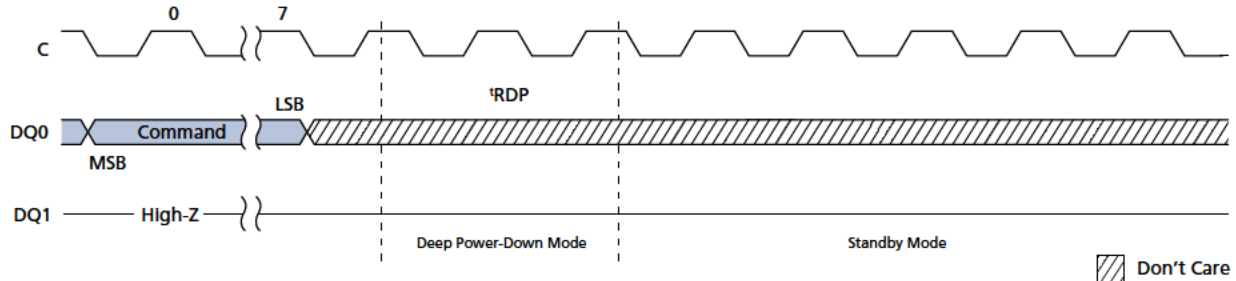 0 7
C
tRDP
LSB
DQ0 Command
MSB
DQ1 High-Z
Deep Power-Down Mode Standby Mode
Don't Care